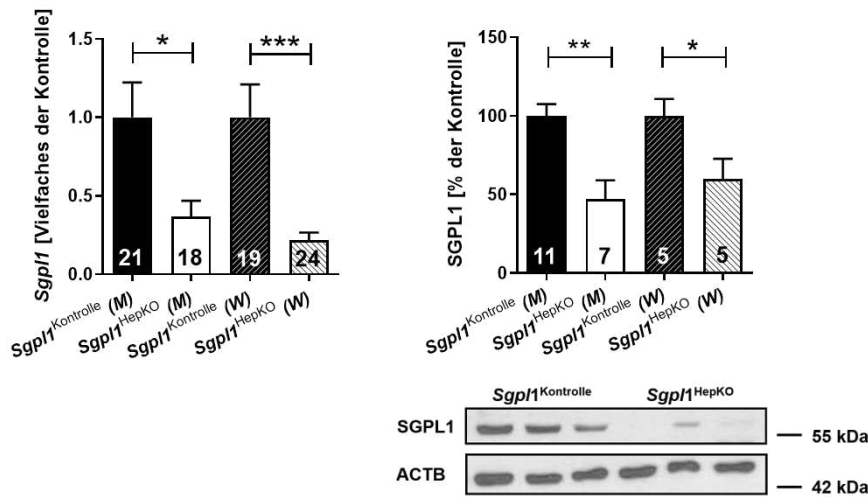 Sgpl1 [Vielfaches der Kontrolle]
1.5
1.0
0.5
0.0
*
***
21
18
19
24
Sgpl1Kontrolle (M)
Sgpl1HepKO (M)
Sgpl1Kontrolle (W)
Sgpl1HepKO (W)
SGPL1 [% der Kontrolle]
150
100
50
0
**
*
11
7
5
5
Sgpl1Kontrolle (M)
Sgpl1HepKO (M)
Sgpl1Kontrolle (W)
Sgpl1HepKO (W)
Sgpl1Kontrolle Sgpl1HepKO
SGPL1
55 kDa
ACTB
42 kDa